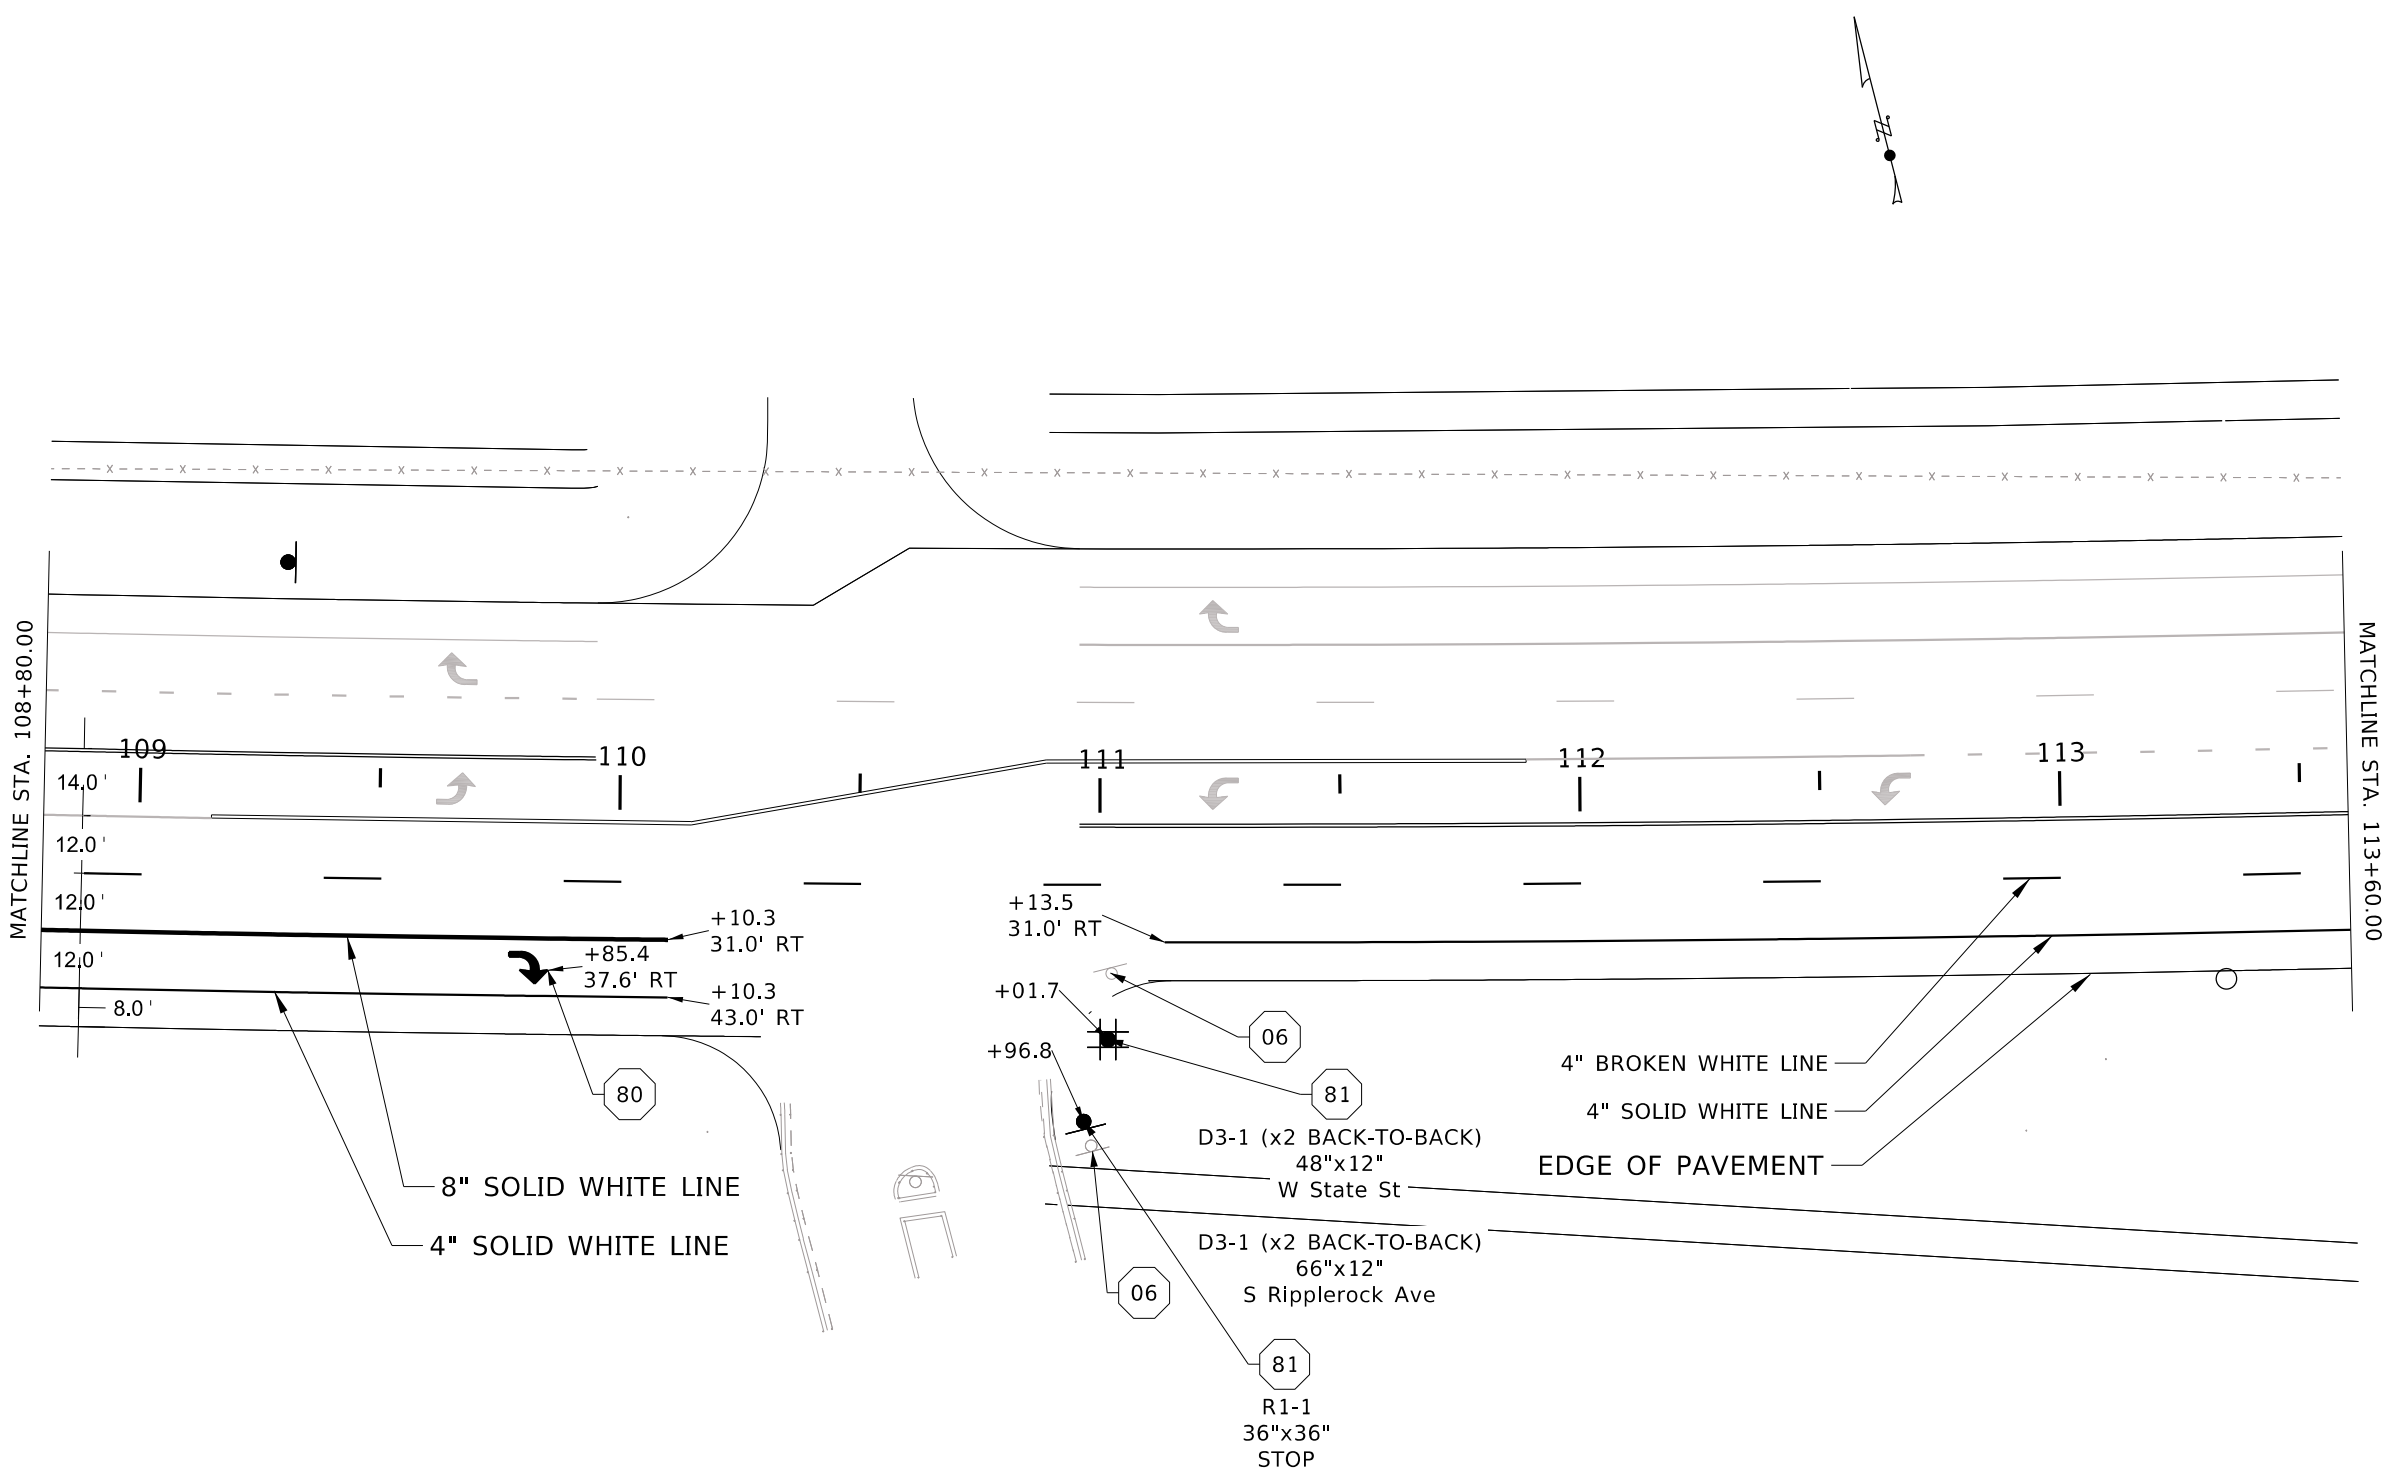 N
MATCHLINE STA. 108+80.00
MATCHLINE STA. 113+60.00
109
110
111
112
113
14.0 '
12.0 '
12.0 '
12.0 '
8.0 '
+10.3
31.0' RT
+85.4
37.6' RT
+10.3
43.0' RT
+13.5
31.0' RT
+01.7
+96.8
06
80
81
4" BROKEN WHITE LINE
4" SOLID WHITE LINE
EDGE OF PAVEMENT
D3-1 (x2 BACK-TO-BACK)
48"x12"
W State St
D3-1 (x2 BACK-TO-BACK)
66"x12"
S Ripplerock Ave
8" SOLID WHITE LINE
4" SOLID WHITE LINE
06
81
R1-1
36"x36"
STOP